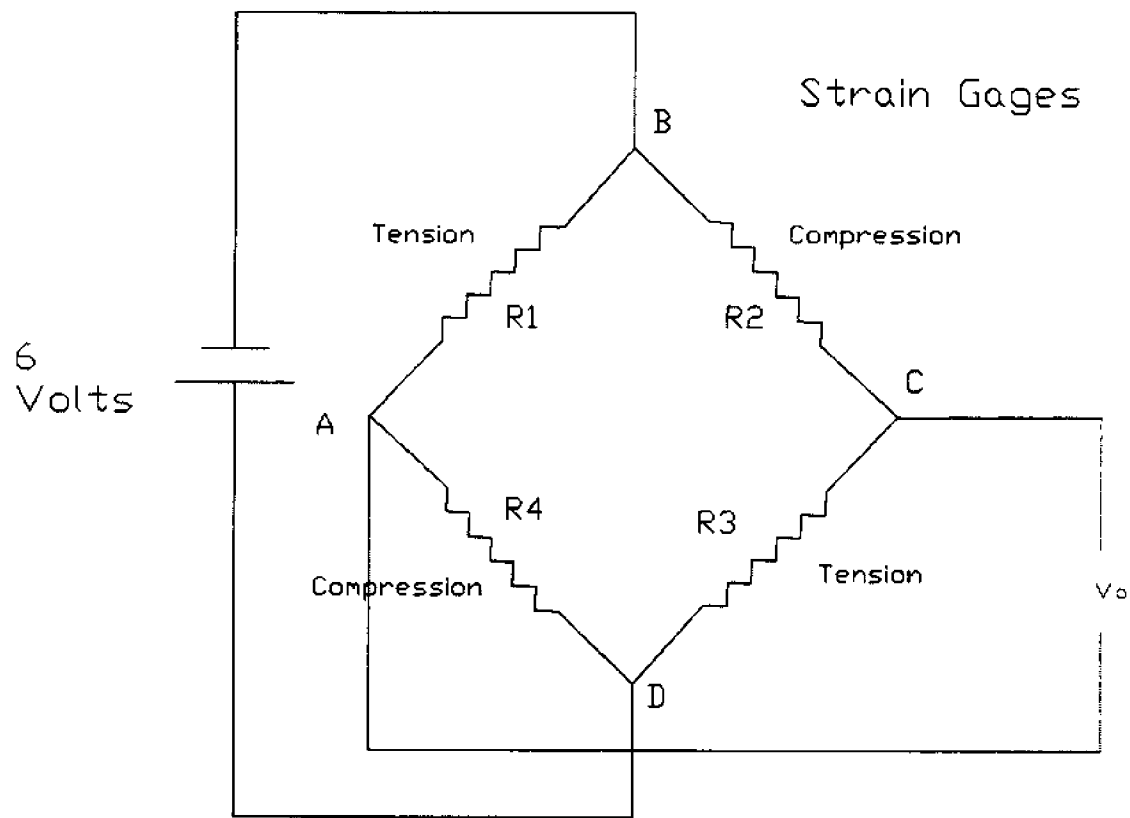 Strain Gages
B
Tension
Compression
R1
R2
6
Volts
C
A
R4
R3
Compression
Tension
Vo
D